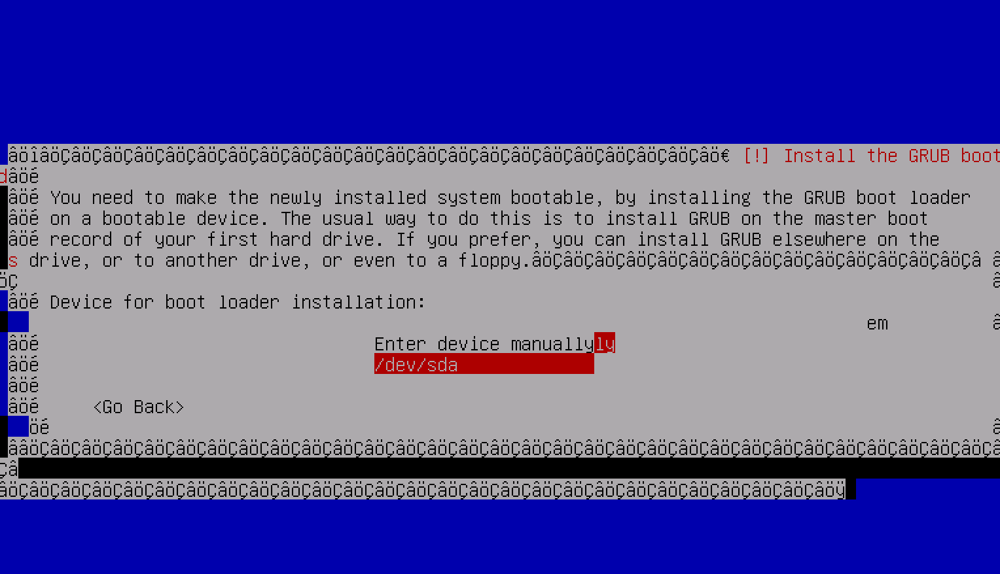 âöîâöÇâöÇâöÇâöÇâöÇâöÇâöÇâöÇâöÇâöÇâöÇâöÇâöÇâöÇâöÇâöÇâöÇâöÇâöÇâöÇâöÇâöÇâö€ [!] Install the GRUB boot
dâöé
âöé You need to make the newly installed system bootable, by installing the GRUB boot loader
âöé on a bootable device. The usual way to do this is to install GRUB on the master boot
âöé record of your first hard drive. If you prefer, you can install GRUB elsewhere on the
s drive, or to another drive, or even to a floppy.âöÇâöÇâöÇâöÇâöÇâöÇâöÇâöÇâöÇâöÇâöÇâöÇâöÇâöÇâ â
öÇ â
âöé Device for boot loader installation:
em â
âöé Enter device manuallyly
âöé /dev/sda
âöé
âöé <Go Back>
öé â
ââöÇâöÇâöÇâöÇâöÇâöÇâöÇâöÇâöÇâöÇâöÇâöÇâöÇâöÇâöÇâöÇâöÇâöÇâöÇâöÇâöÇâöÇâöÇâöÇâöÇâöÇâöÇâöÇâöÇâöÇâöÇâ
Çâ
âöÇâöÇâöÇâöÇâöÇâöÇâöÇâöÇâöÇâöÇâöÇâöÇâöÇâöÇâöÇâöÇâöÇâöÇâöÇâöÇâöÇâöÇâöÇâöÇâöÇâöÇâöy